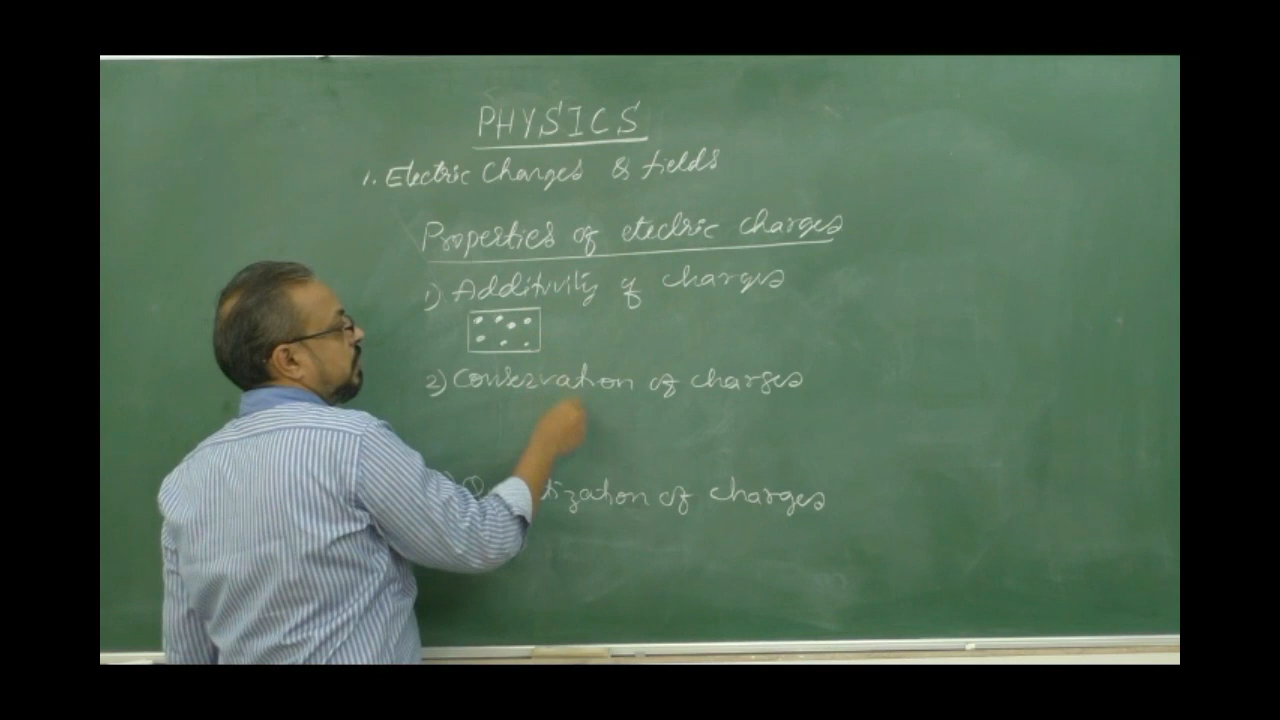 PHYSICS
1. Electric Charges & fields
Properties of electric charges
1) Additivity of charges
2) Conservation of charges
of charges